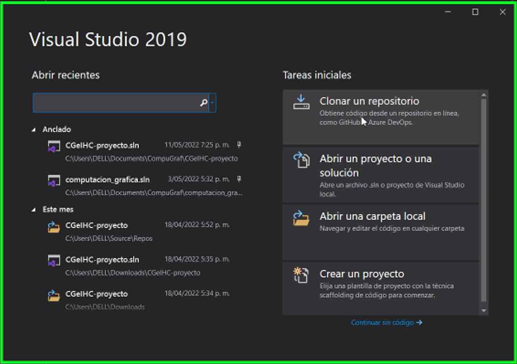 Visual Studio 2019
Abrir recientes
Anclado
CGeIHC-proyecto.sln 11/05/2022 7:25 p. m.
C:\Users\DELL\Documents\CompuGraf\CGeIHC-proyecto
computacion_grafica.sln 3/05/2022 5:32 p. m.
C:\Users\DELL\Documents\CompuGraf\computacion_gra...
Este mes
CGeIHC-proyecto 18/04/2022 5:52 p. m.
C:\Users\DELL\Source\Repos
CGeIHC-proyecto.sln 18/04/2022 5:35 p. m.
C:\Users\DELL\Downloads\CGeIHC-proyecto
CGeIHC-proyecto 18/04/2022 5:34 p. m.
C:\Users\DELL\Downloads
Tareas iniciales
Clonar un repositorio
Obtiene código desde un repositorio en línea,
como GitHub o Azure DevOps.
Abrir un proyecto o una
solución
Abre un archivo .sln o proyecto de Visual Studio
local.
Abrir una carpeta local
Navegar y editar el código en cualquier carpeta
Crear un proyecto
Elija una plantilla de proyecto con la técnica
scaffolding de código para comenzar.
Continuar sin código →